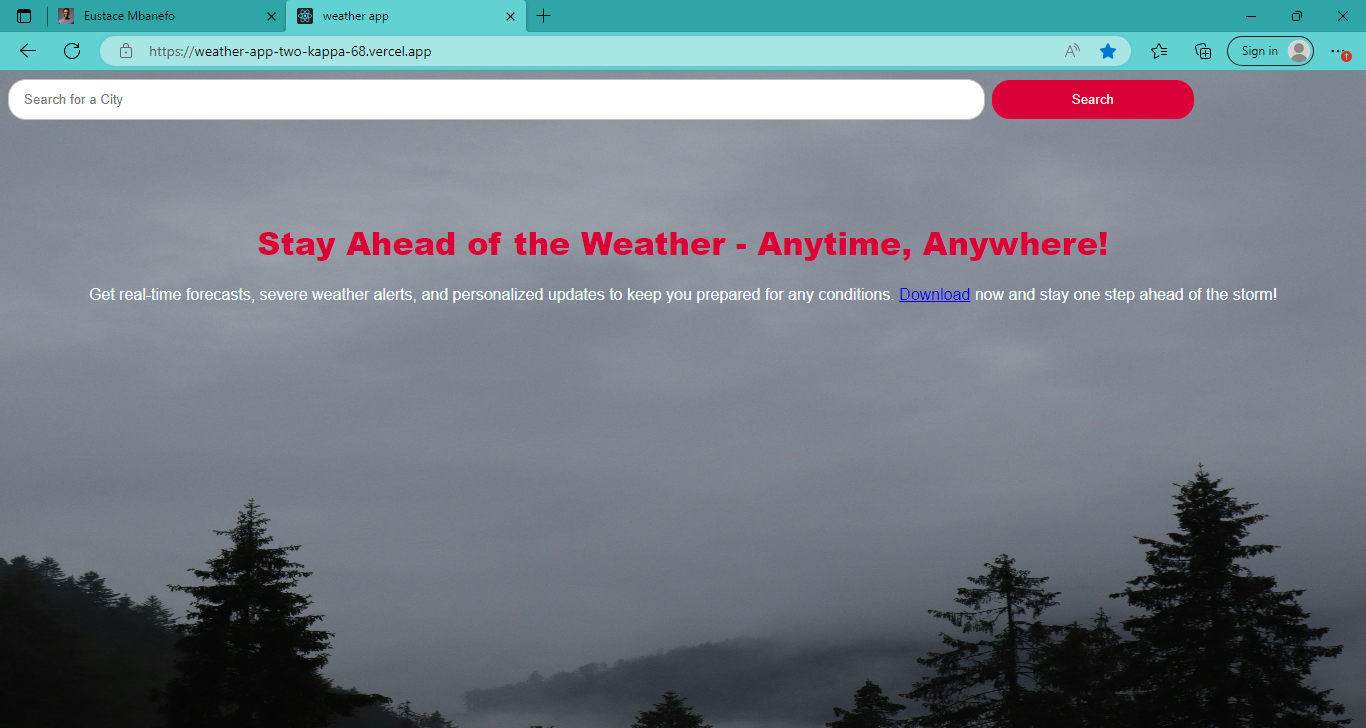 Eustace Mbanefo
weather app
https://weather-app-two-kappa-68.vercel.app
Sign in
Search for a City
Search
Stay Ahead of the Weather - Anytime, Anywhere!
Get real-time forecasts, severe weather alerts, and personalized updates to keep you prepared for any conditions. Download now and stay one step ahead of the storm!